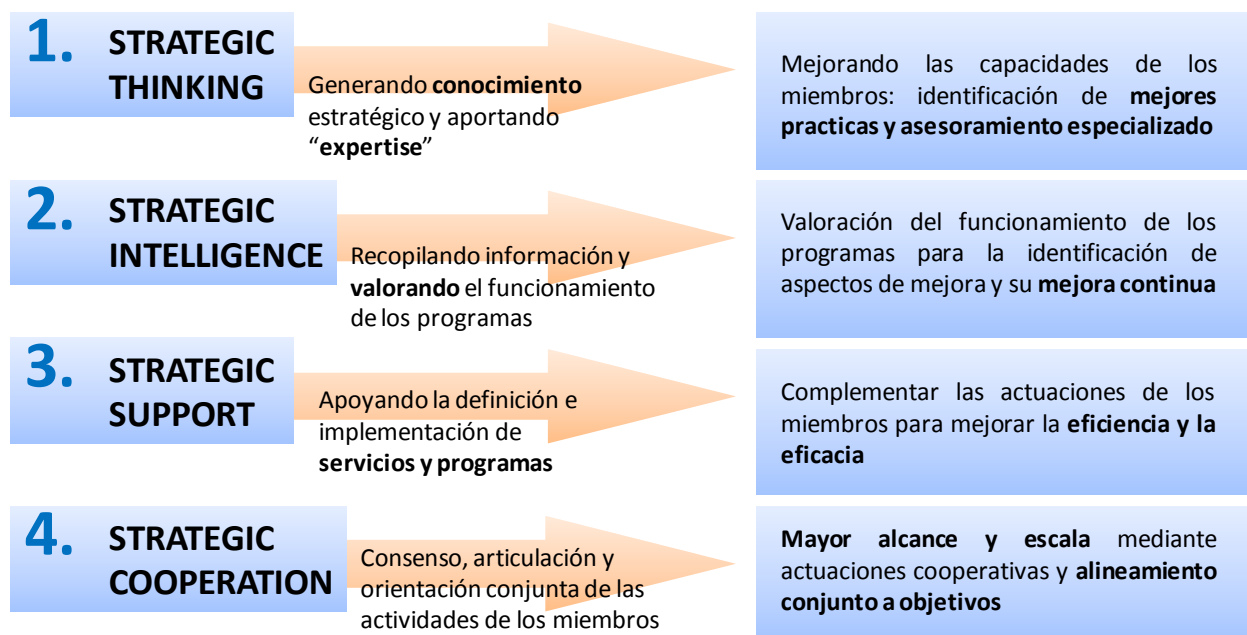 1. STRATEGIC
THINKING
Generando conocimiento
estratégico y aportando
“expertise”
Mejorando las capacidades de los
miembros: identificación de mejores
practicas y asesoramiento especializado
2. STRATEGIC
INTELLIGENCE
Recopilando información y
valorando el funcionamiento
de los programas
Valoración del funcionamiento de los
programas para la identificación de
aspectos de mejora y su mejora continua
3. STRATEGIC
SUPPORT
Apoyando la definición e
implementación de
servicios y programas
Complementar las actuaciones de los
miembros para mejorar la eficiencia y la
eficacia
4. STRATEGIC
COOPERATION
Consenso, articulación y
orientación conjunta de las
actividades de los miembros
Mayor alcance y escala mediante
actuaciones cooperativas y alineamiento
conjunto a objetivos